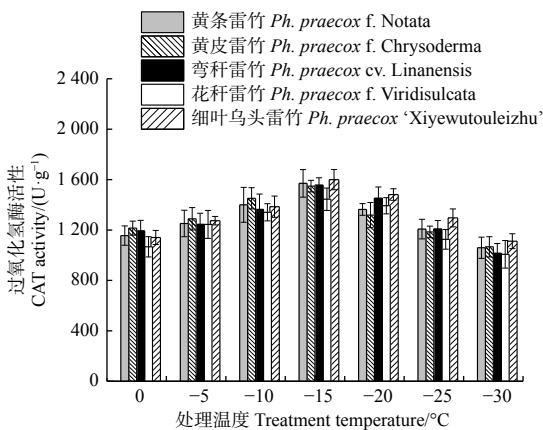 黄条雷竹 Ph. praecox f. Notata
黄皮雷竹 Ph. praecox f. Chrysoderma
弯秆雷竹 Ph. praecox cv. Linanensis
花秆雷竹 Ph. praecox f. Viridisulcata
细叶乌头雷竹 Ph. praecox ‘Xiyewutouleizhu’
过氧化氢酶活性
CAT activity/(U·g⁻¹)
2 400
2 000
1 600
1 200
800
400
0
0 −5 −10 −15 −20 −25 −30
处理温度 Treatment temperature/°C